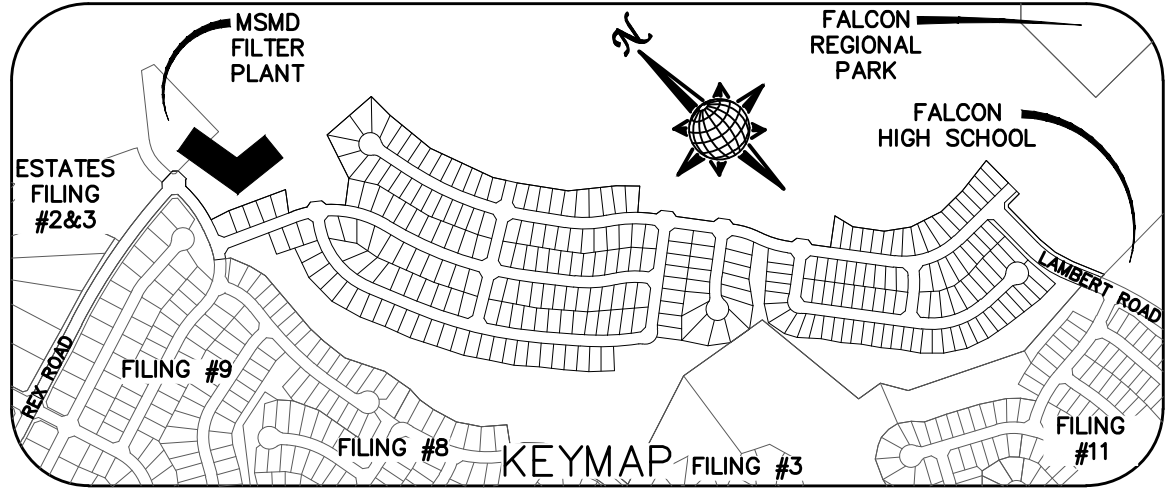 MSMD
FILTER
PLANT
N
FALCON
REGIONAL
PARK
FALCON
HIGH SCHOOL
ESTATES
FILING
#2&3
LAMBERT ROAD
REX ROAD
FILING #9
FILING #8
KEYMAP
FILING #3
FILING
#11